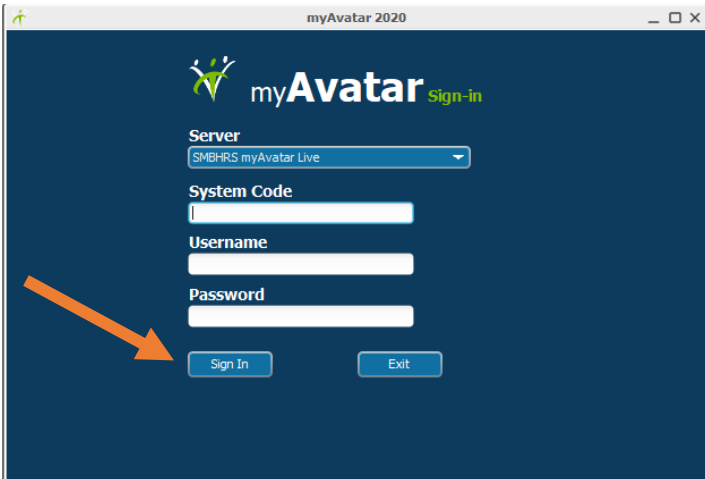 myAvatar 2020
myAvatar Sign-in
Server
SMBHRS myAvatar Live
System Code
Username
Password
Sign In Exit